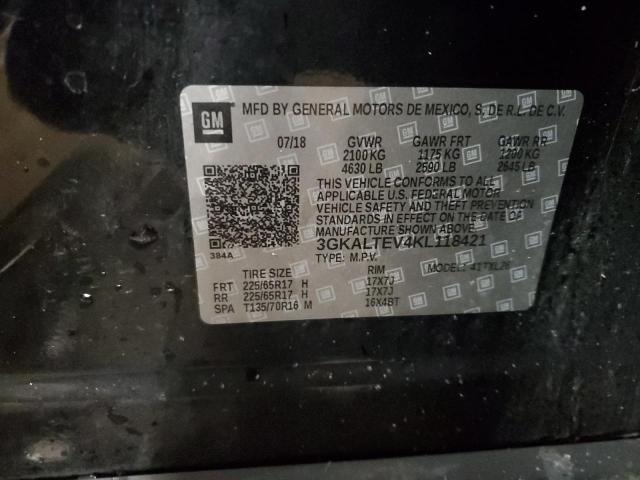 GM
MFD BY GENERAL MOTORS DE MEXICO, S. DE R.L. DE C.V.
07/18 GVWR GAWR FRT GAWR RR
2100 KG 1175 KG 1200 KG
4630 LB 2590 LB 2645 LB
THIS VEHICLE CONFORMS TO ALL
APPLICABLE U.S. FEDERAL MOTOR
VEHICLE SAFETY AND THEFT PREVENTION
STANDARDS IN EFFECT ON THE DATE OF
MANUFACTURE SHOWN ABOVE.
3GKALTEV4KL118421
384A TYPE: M.P.V. MODEL: 41TXL26
TIRE SIZE RIM
FRT 225/65R17 H 17X7J
RR 225/65R17 H 17X7J
SPA T135/70R16 M 16X4BT